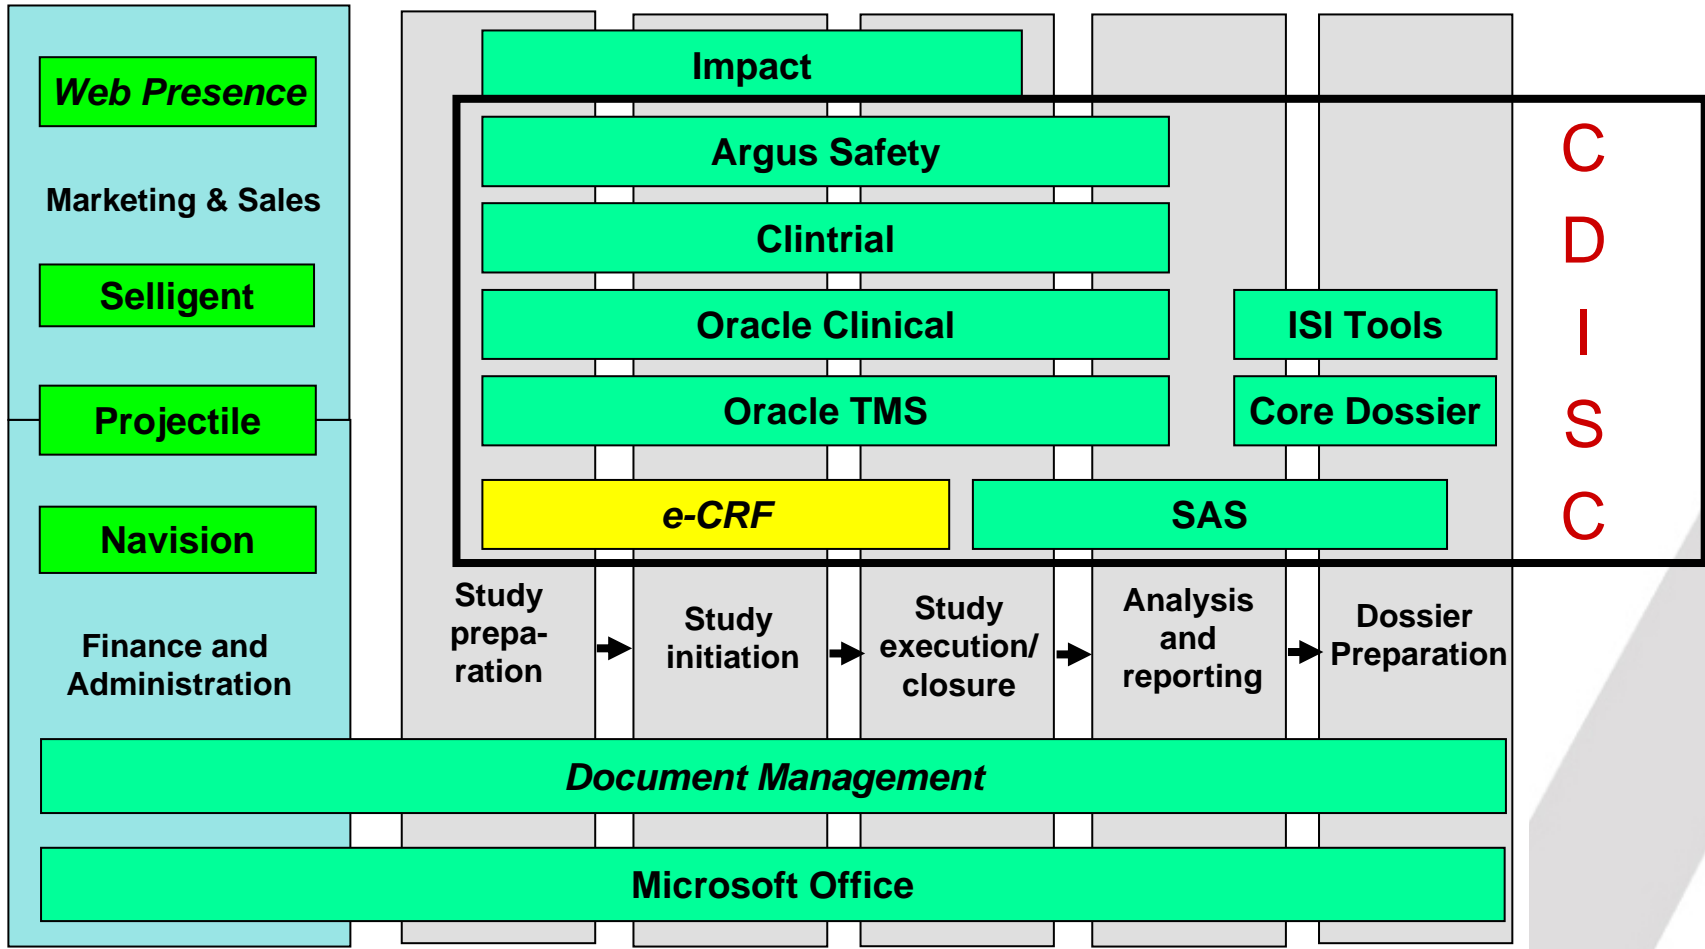 Web Presence
Marketing & Sales
Selligent
Projectile
Navision
Finance and
Administration
Impact
Argus Safety
Clintrial
Oracle Clinical
ISI Tools
Oracle TMS
Core Dossier
e-CRF
SAS
C
D
I
S
C
Study
prepa-
ration
Study
initiation
Study
execution/
closure
Analysis
and
reporting
Dossier
Preparation
Document Management
Microsoft Office